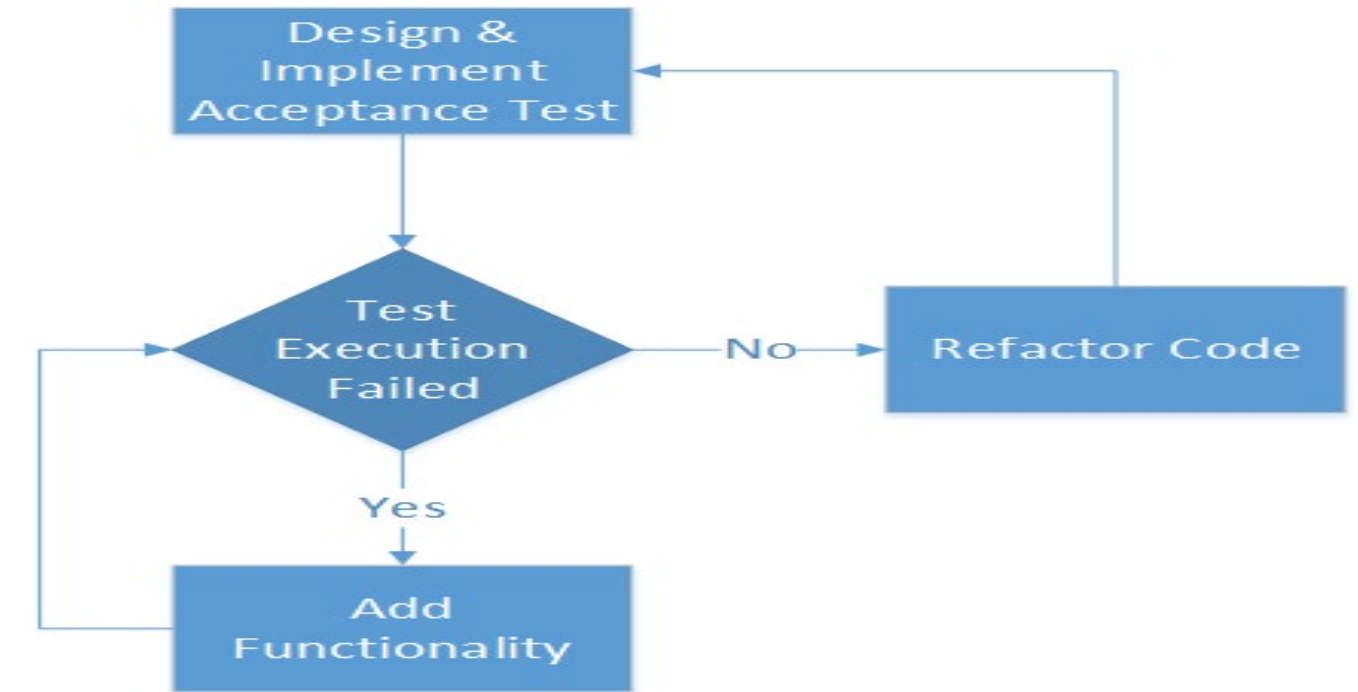 Design &
Implement
Acceptance Test
Test
Execution
Failed
No
Refactor Code
Yes
Add
Functionality